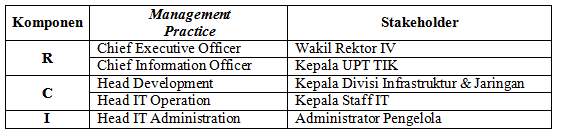 Komponen Management Practice Stakeholder
R Chief Executive Officer Wakil Rektor IV
Chief Information Officer Kepala UPT TIK
C Head Development Kepala Divisi Infrastruktur & Jaringan
Head IT Operation Kepala Staff IT
I Head IT Administration Administrator Pengelola